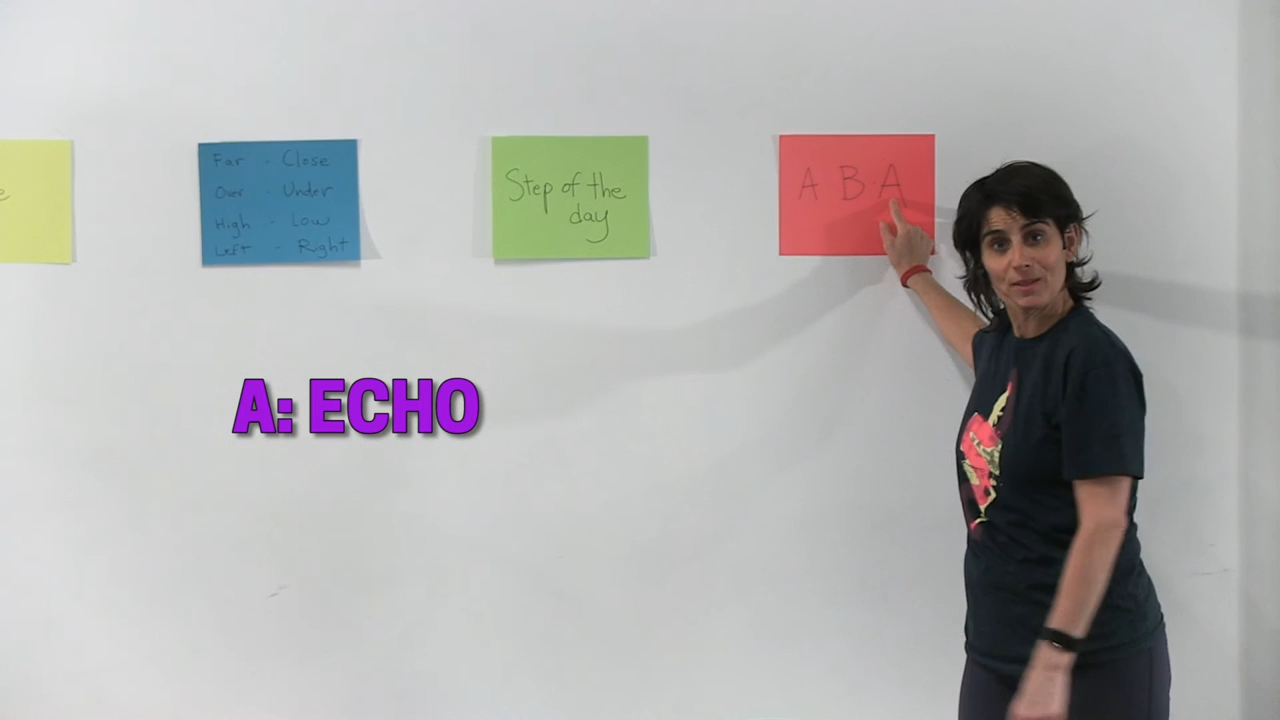 e
Far - Close
Over - Under
High - Low
Left - Right
Step of the
day
A B·A
A: ECHO